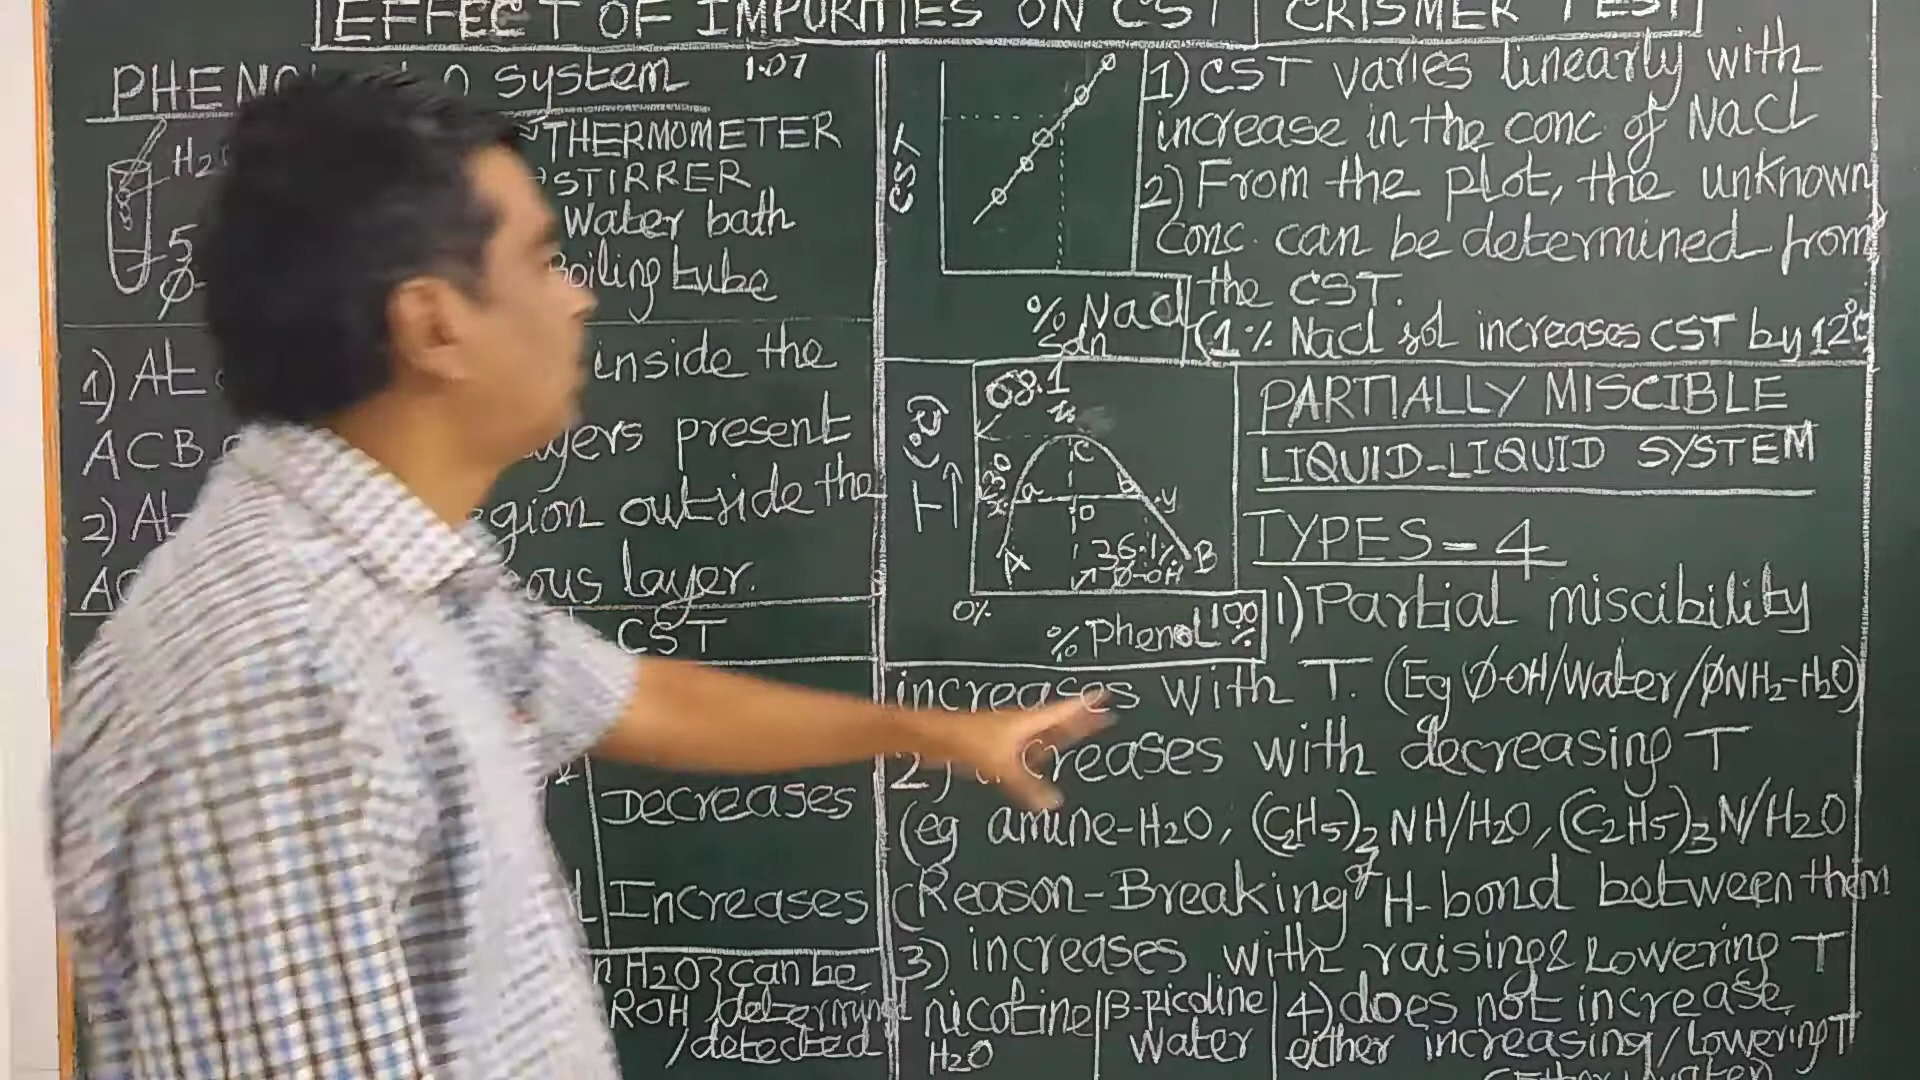 EFFECT OF IMPURITIES ON CST | CRISMER TEST
PHENO O system 1.07
H2
THERMOMETER
STIRRER
Water bath
Boiling tube
5
1) At inside the
ACB layers present
2) At region outside the
AC ous layer.
CST
Decreases
Increases
n H2O} can be
ROH /determined
/detected
CST
% NaCl
Soln
1) CST varies linearly with
increase in the conc of NaCl
2) From the plot, the unknown
conc. can be determined from
the CST.
(1% NaCl sol increases CST by 12°C
T (°C)
68.1
C
30
x a b y
D
A 36.1% B
Ø-OH
0% 100%
% Phenol
PARTIALLY MISCIBLE
LIQUID-LIQUID SYSTEM
TYPES - 4
1) Partial miscibility
increases with T. (Eg Ø-OH/Water/ØNH2-H2O)
2) increases with decreasing T
(eg amine-H2O, (C2H5)2NH/H2O, (C2H5)3N/H2O
(Reason-Breaking of H-bond between them
3) increases with raising & Lowering T
nicotine | β-picoline
H2O | Water
4) does not increase
either increasing/Lowering T
(Ether/water)